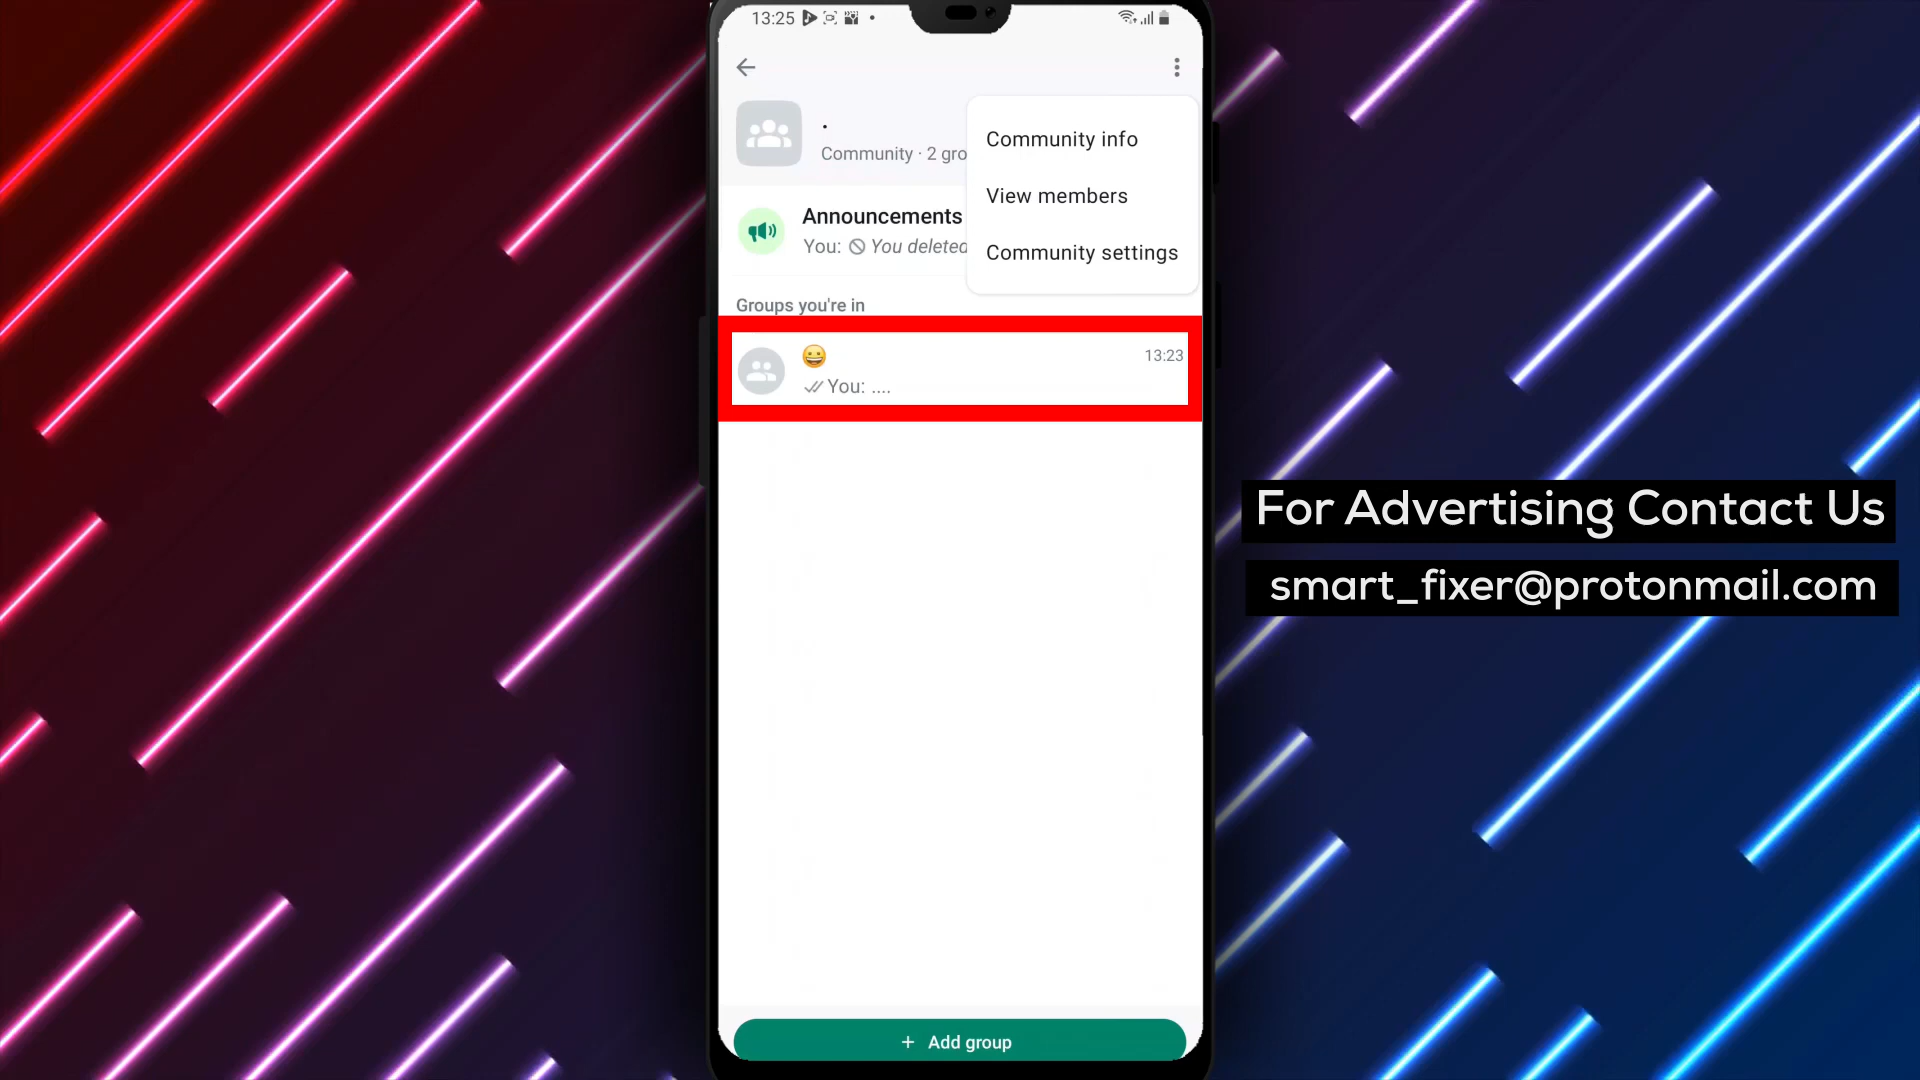 13:25
.
Community · 2 gro
Community info
View members
Community settings
Announcements
You: You deleted
Groups you're in
😀 13:23
You: ....
+ Add group
For Advertising Contact Us
smart_fixer@protonmail.com